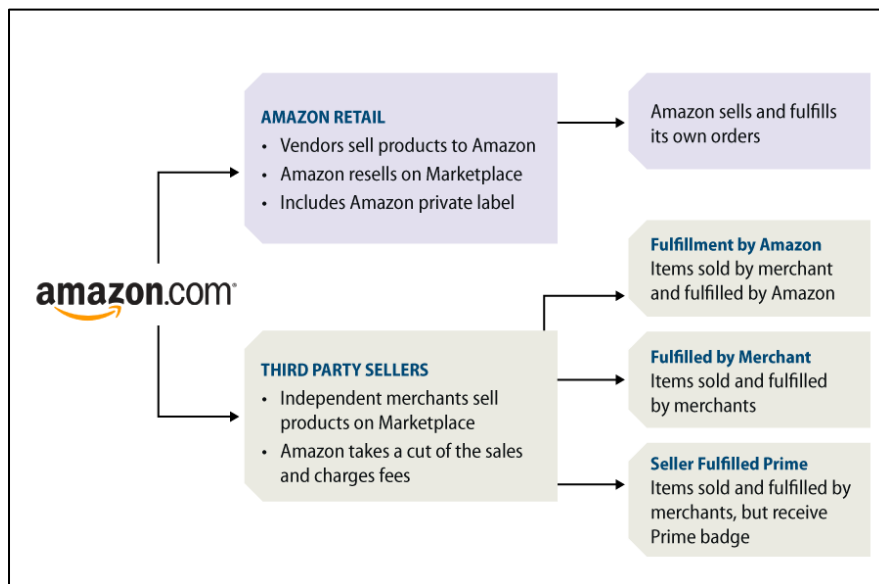 AMAZON RETAIL
• Vendors sell products to Amazon
• Amazon resells on Marketplace
• Includes Amazon private label
Amazon sells and fulfills
its own orders
amazon.com®
Fulfillment by Amazon
Items sold by merchant
and fulfilled by Amazon
THIRD PARTY SELLERS
• Independent merchants sell
products on Marketplace
• Amazon takes a cut of the sales
and charges fees
Fulfilled by Merchant
Items sold and fulfilled
by merchants
Seller Fulfilled Prime
Items sold and fulfilled by
merchants, but receive
Prime badge